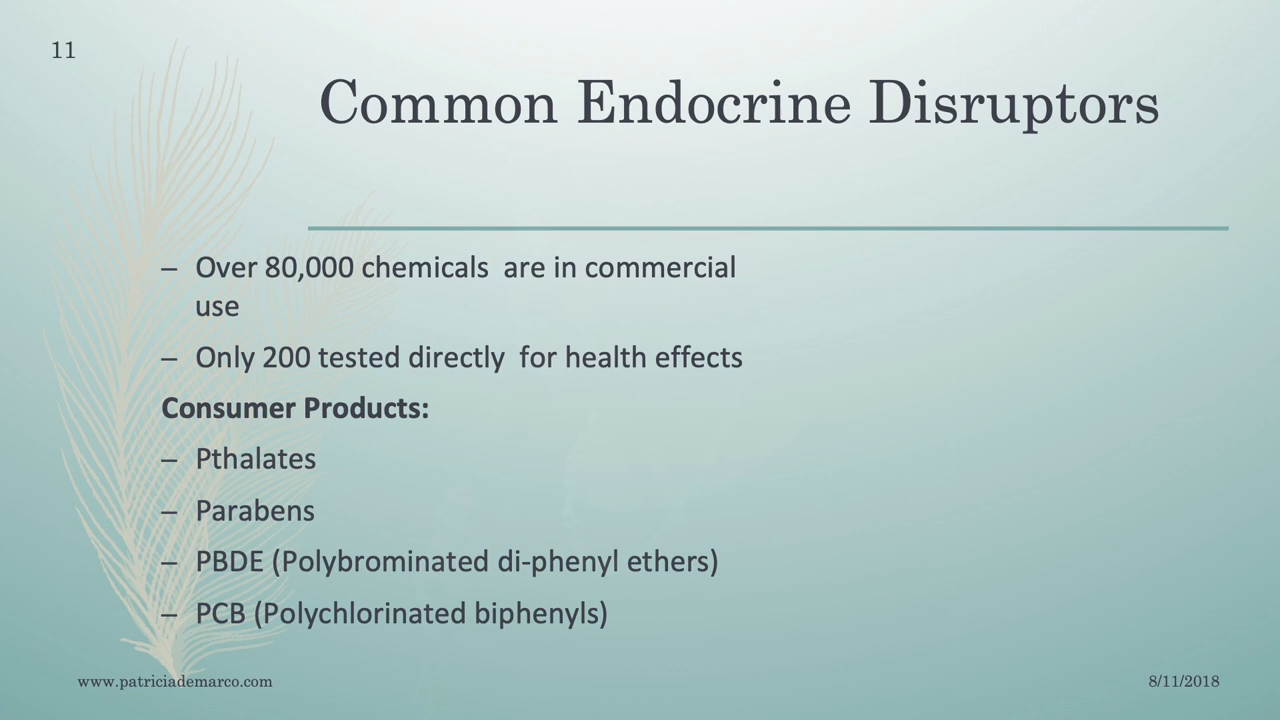 11
Common Endocrine Disruptors
– Over 80,000 chemicals  are in commercial
use
– Only 200 tested directly  for health effects
Consumer Products:
– Pthalates
– Parabens
– PBDE (Polybrominated di-phenyl ethers)
– PCB (Polychlorinated biphenyls)
www.patriciademarco.com
8/11/2018